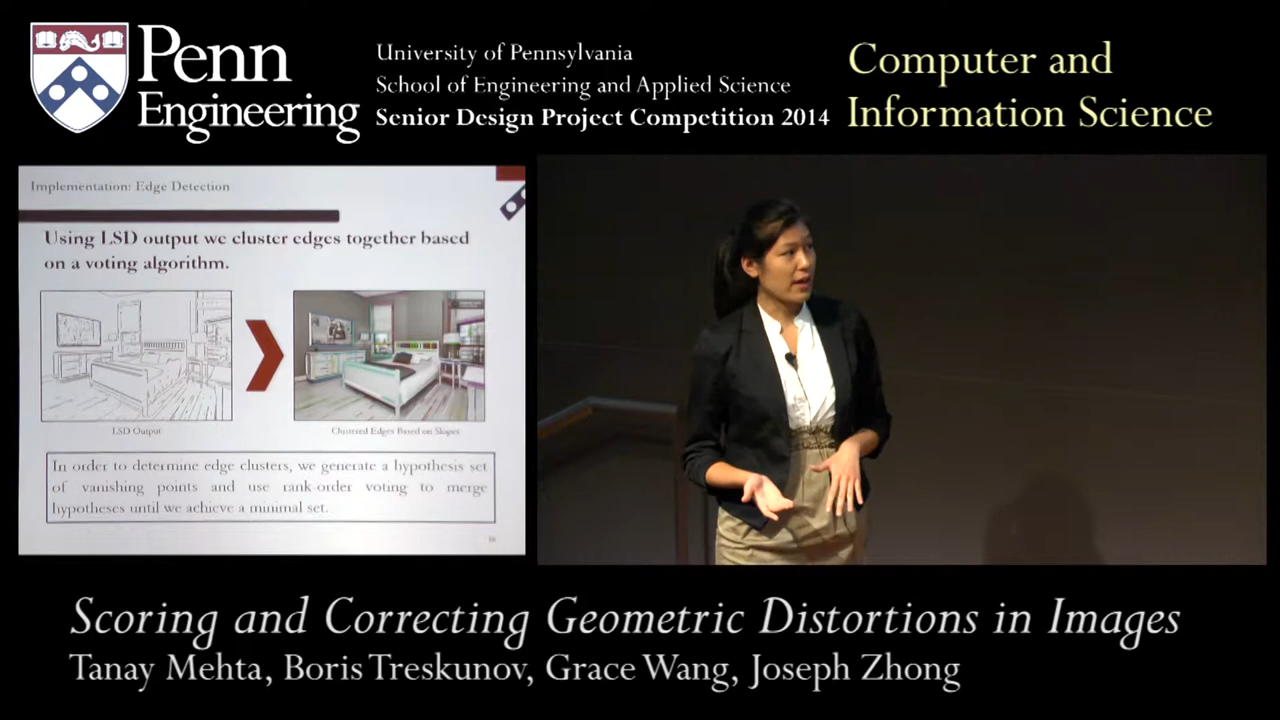 Penn
Engineering
University of Pennsylvania
School of Engineering and Applied Science
Senior Design Project Competition 2014
Computer and
Information Science
Implementation: Edge Detection
Using LSD output we cluster edges together based
on a voting algorithm.
LSD Output
Clustered Edges Based on Slopes
In order to determine edge clusters, we generate a hypothesis set
of vanishing points and use rank-order voting to merge
hypotheses until we achieve a minimal set.
Scoring and Correcting Geometric Distortions in Images
Tanay Mehta, Boris Treskunov, Grace Wang, Joseph Zhong